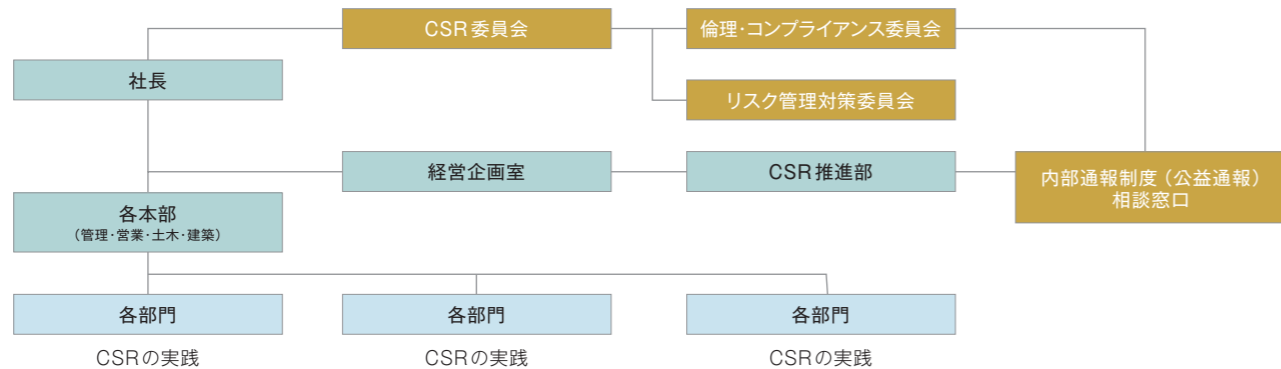 CSR委員会
倫理・コンプライアンス委員会
社長
リスク管理対策委員会
経営企画室
CSR推進部
内部通報制度（公益通報）
相談窓口
各本部
（管理・営業・土木・建築）
各部門
各部門
各部門
CSRの実践
CSRの実践
CSRの実践